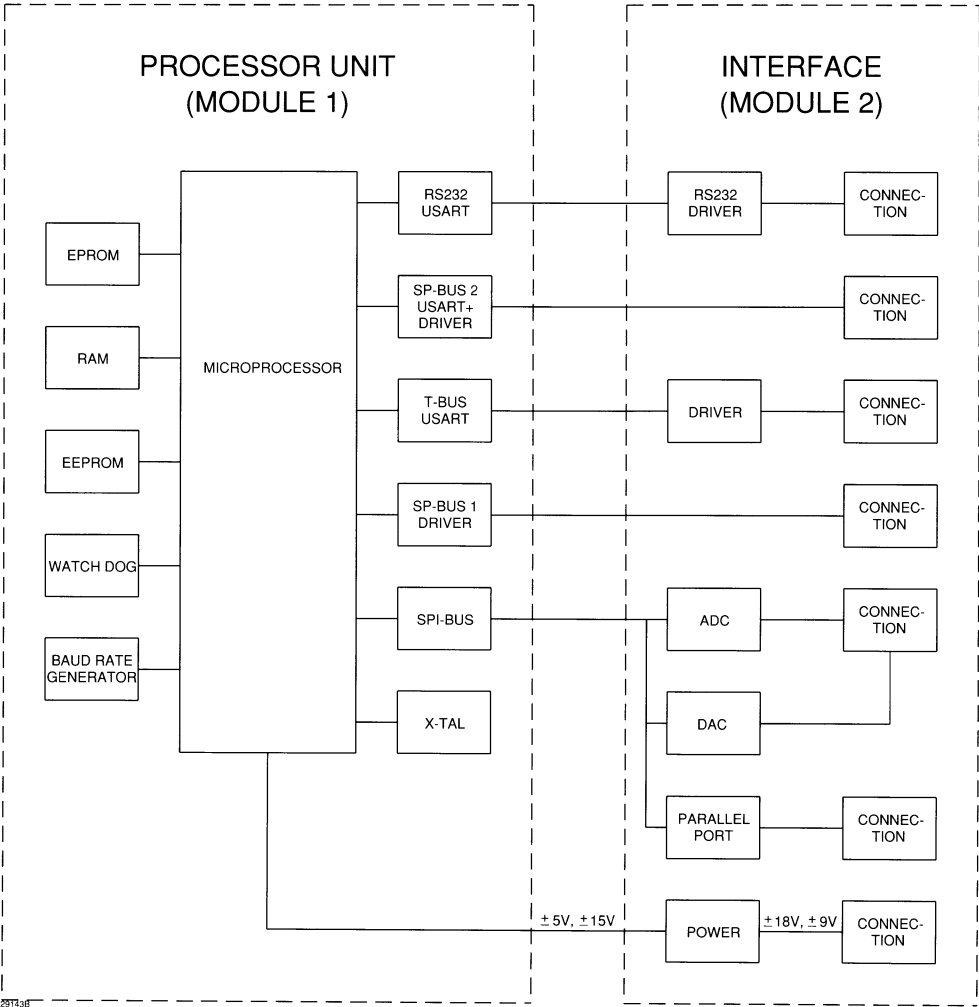 PROCESSOR UNIT
(MODULE 1)
INTERFACE
(MODULE 2)
EPROM
RAM
EEPROM
WATCH DOG
BAUD RATE
GENERATOR
MICROPROCESSOR
RS232
USART
SP-BUS 2
USART+
DRIVER
T-BUS
USART
SP-BUS 1
DRIVER
SPI-BUS
X-TAL
RS232
DRIVER
CONNEC-
TION
CONNEC-
TION
DRIVER
CONNEC-
TION
CONNEC-
TION
ADC
CONNEC-
TION
DAC
PARALLEL
PORT
CONNEC-
TION
±5V, ±15V
POWER
±18V, ±9V
CONNEC-
TION
29143B